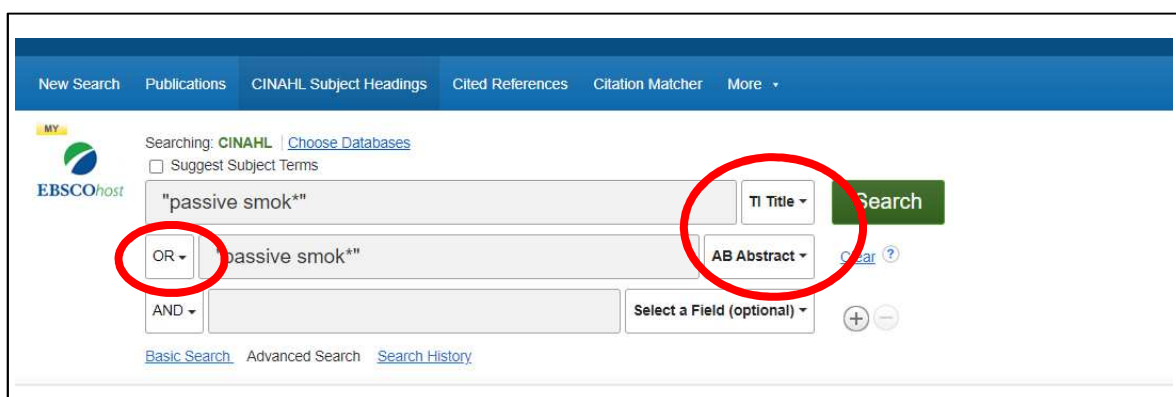 New Search Publications CINAHL Subject Headings Cited References Citation Matcher More
MY
Searching: CINAHL Choose Databases
Suggest Subject Terms
EBSCOhost
"passive smok*" TI Title Search
OR "passive smok*" AB Abstract Clear ?
AND Select a Field (optional)
Basic Search Advanced Search Search History